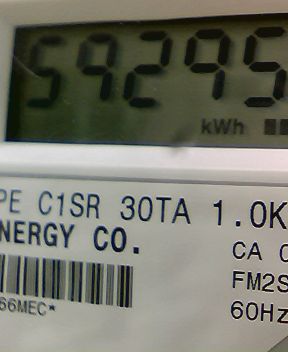 59295
kWh
PE C1SR 30TA 1.0K
NERGY CO.
CA
FM2S
60Hz
66MEC*